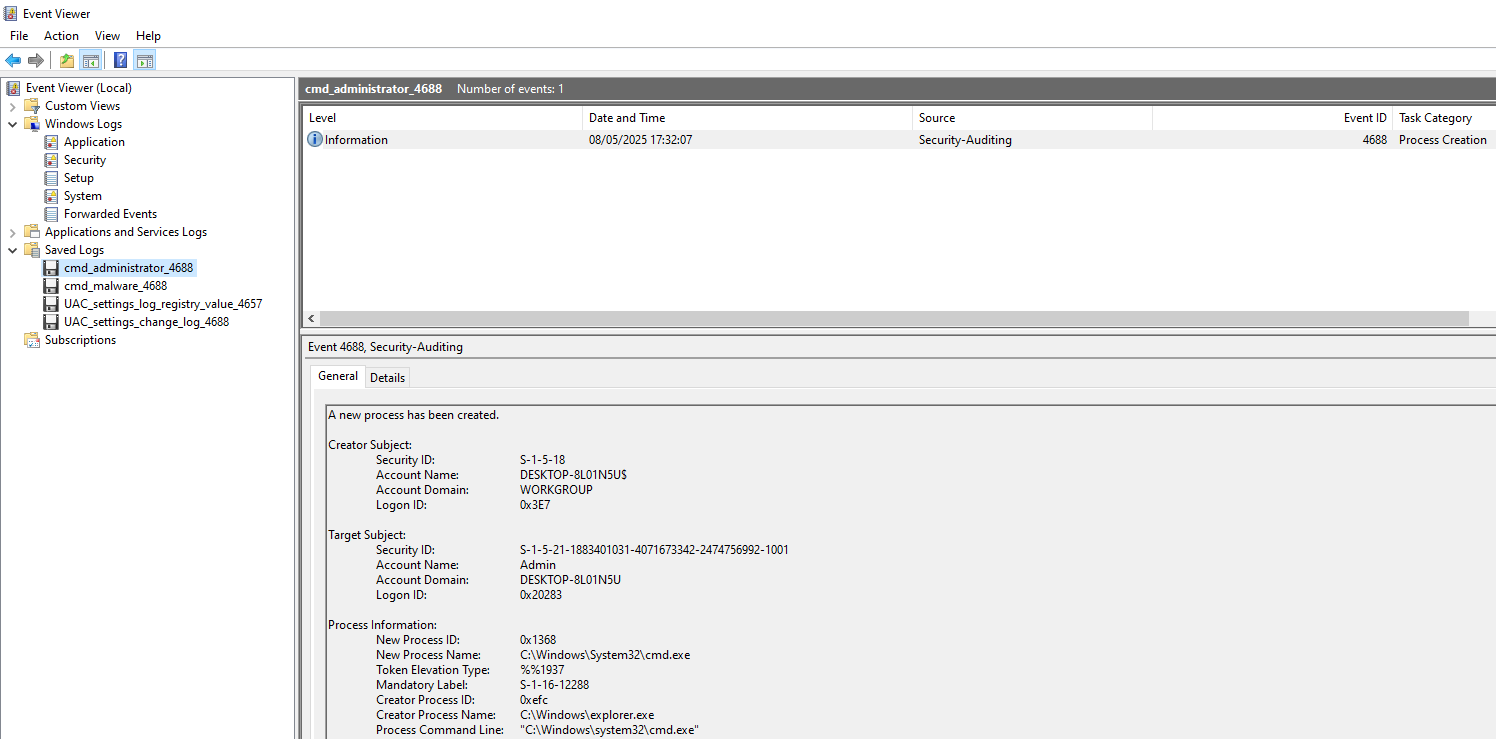 Event Viewer
File Action View Help
Event Viewer (Local)
Custom Views
Windows Logs
Application
Security
Setup
System
Forwarded Events
Applications and Services Logs
Saved Logs
cmd_administrator_4688
cmd_malware_4688
UAC_settings_log_registry_value_4657
UAC_settings_change_log_4688
Subscriptions
cmd_administrator_4688 Number of events: 1
Level Date and Time Source Event ID Task Category
Information 08/05/2025 17:32:07 Security-Auditing 4688 Process Creation
Event 4688, Security-Auditing
General Details
A new process has been created.
Creator Subject:
Security ID: S-1-5-18
Account Name: DESKTOP-8L01N5U$
Account Domain: WORKGROUP
Logon ID: 0x3E7
Target Subject:
Security ID: S-1-5-21-1883401031-4071673342-2474756992-1001
Account Name: Admin
Account Domain: DESKTOP-8L01N5U
Logon ID: 0x20283
Process Information:
New Process ID: 0x1368
New Process Name: C:\Windows\System32\cmd.exe
Token Elevation Type: %%1937
Mandatory Label: S-1-16-12288
Creator Process ID: 0xefc
Creator Process Name: C:\Windows\explorer.exe
Process Command Line: "C:\Windows\system32\cmd.exe"